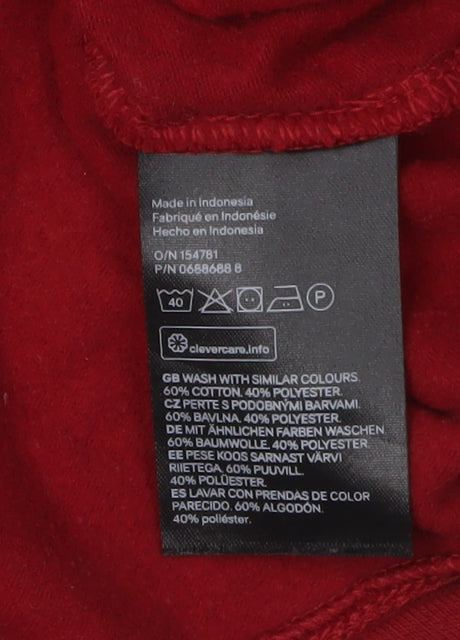 Made in Indonesia
Fabriqué en Indonésie
Hecho en Indonesia
O/N 154781
P/N 0688688 8
40 P
clevercare.info
GB WASH WITH SIMILAR COLOURS.
60% COTTON. 40% POLYESTER.
CZ PERTE S PODOBNÝMI BARVAMI.
60% BAVLNA. 40% POLYESTER.
DE MIT ÄHNLICHEN FARBEN WASCHEN.
60% BAUMWOLLE. 40% POLYESTER.
EE PESE KOOS SARNAST VÄRVI
RIIETEGA. 60% PUUVILL.
40% POLÜESTER.
ES LAVAR CON PRENDAS DE COLOR
PARECIDO. 60% ALGODÓN.
40% poliéster.